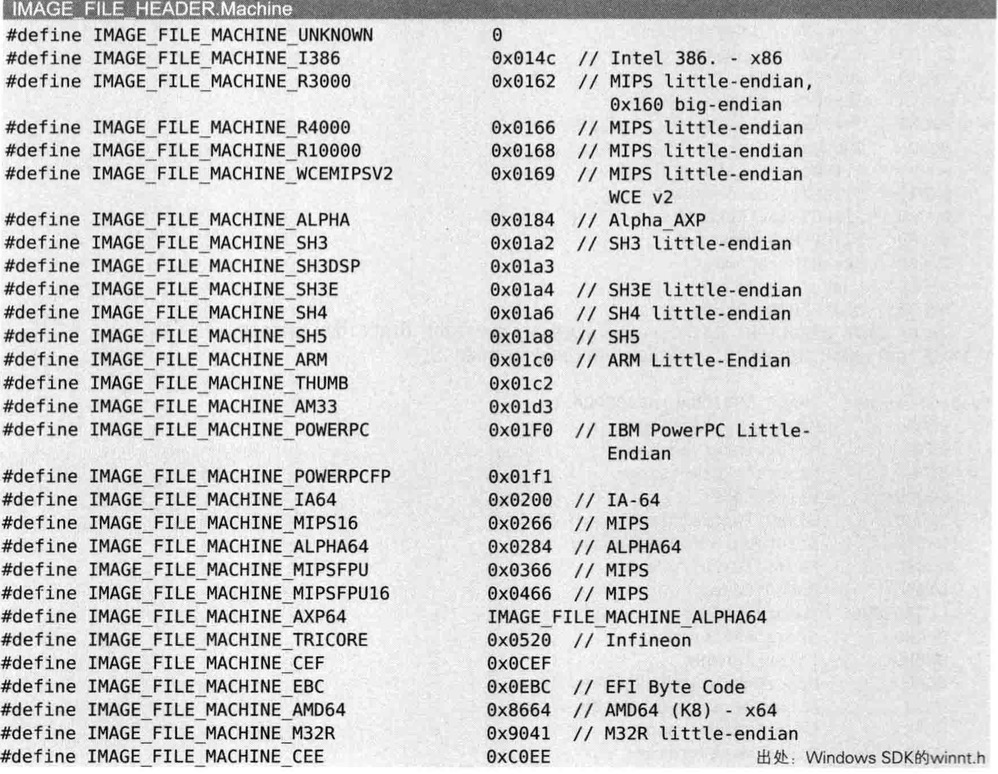 IMAGE_FILE_HEADER.Machine
#define IMAGE_FILE_MACHINE_UNKNOWN 0
#define IMAGE_FILE_MACHINE_I386 0x014c // Intel 386. - x86
#define IMAGE_FILE_MACHINE_R3000 0x0162 // MIPS little-endian,
0x160 big-endian
#define IMAGE_FILE_MACHINE_R4000 0x0166 // MIPS little-endian
#define IMAGE_FILE_MACHINE_R10000 0x0168 // MIPS little-endian
#define IMAGE_FILE_MACHINE_WCEMIPSV2 0x0169 // MIPS little-endian
WCE v2
#define IMAGE_FILE_MACHINE_ALPHA 0x0184 // Alpha_AXP
#define IMAGE_FILE_MACHINE_SH3 0x01a2 // SH3 little-endian
#define IMAGE_FILE_MACHINE_SH3DSP 0x01a3
#define IMAGE_FILE_MACHINE_SH3E 0x01a4 // SH3E little-endian
#define IMAGE_FILE_MACHINE_SH4 0x01a6 // SH4 little-endian
#define IMAGE_FILE_MACHINE_SH5 0x01a8 // SH5
#define IMAGE_FILE_MACHINE_ARM 0x01c0 // ARM Little-Endian
#define IMAGE_FILE_MACHINE_THUMB 0x01c2
#define IMAGE_FILE_MACHINE_AM33 0x01d3
#define IMAGE_FILE_MACHINE_POWERPC 0x01F0 // IBM PowerPC Little-
Endian
#define IMAGE_FILE_MACHINE_POWERPCFP 0x01f1
#define IMAGE_FILE_MACHINE_IA64 0x0200 // IA-64
#define IMAGE_FILE_MACHINE_MIPS16 0x0266 // MIPS
#define IMAGE_FILE_MACHINE_ALPHA64 0x0284 // ALPHA64
#define IMAGE_FILE_MACHINE_MIPSFPU 0x0366 // MIPS
#define IMAGE_FILE_MACHINE_MIPSFPU16 0x0466 // MIPS
#define IMAGE_FILE_MACHINE_AXP64 IMAGE_FILE_MACHINE_ALPHA64
#define IMAGE_FILE_MACHINE_TRICORE 0x0520 // Infineon
#define IMAGE_FILE_MACHINE_CEF 0x0CEF
#define IMAGE_FILE_MACHINE_EBC 0x0EBC // EFI Byte Code
#define IMAGE_FILE_MACHINE_AMD64 0x8664 // AMD64 (K8) - x64
#define IMAGE_FILE_MACHINE_M32R 0x9041 // M32R little-endian
#define IMAGE_FILE_MACHINE_CEE 0xC0EE 出处：Windows SDK的winnt.h